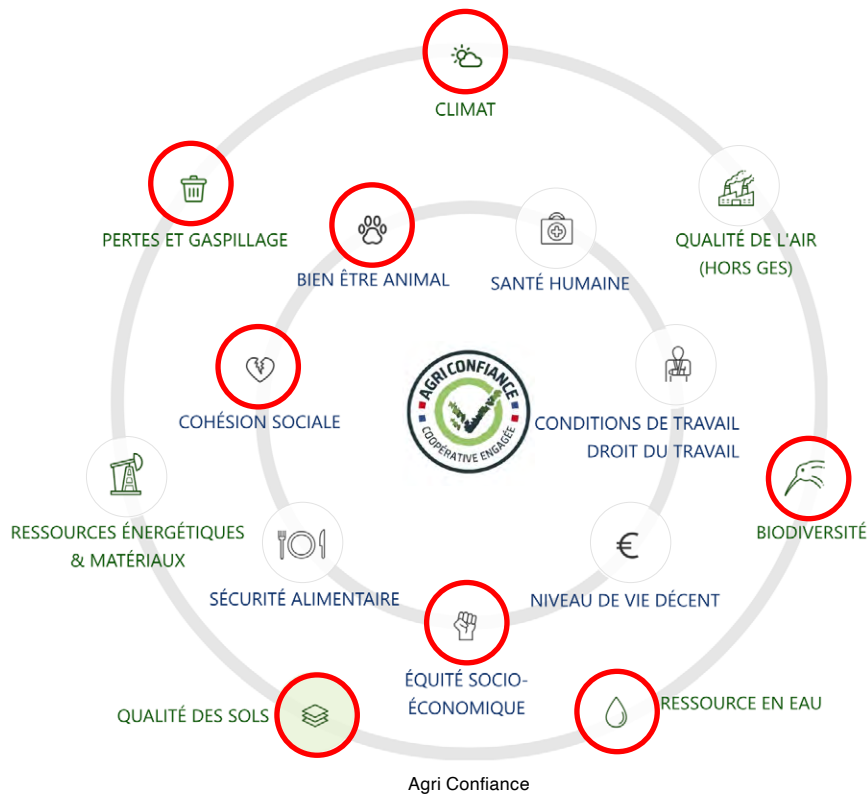 CLIMAT
PERTES ET GASPILLAGE
QUALITÉ DE L'AIR
(HORS GES)
BIEN ÊTRE ANIMAL
SANTÉ HUMAINE
AGRI CONFIANCE
COOPÉRATIVE ENGAGÉE
COHÉSION SOCIALE
CONDITIONS DE TRAVAIL
DROIT DU TRAVAIL
RESSOURCES ÉNERGÉTIQUES
& MATÉRIAUX
BIODIVERSITÉ
€
SÉCURITÉ ALIMENTAIRE
NIVEAU DE VIE DÉCENT
ÉQUITÉ SOCIO-
ÉCONOMIQUE
QUALITÉ DES SOLS
RESSOURCE EN EAU
Agri Confiance